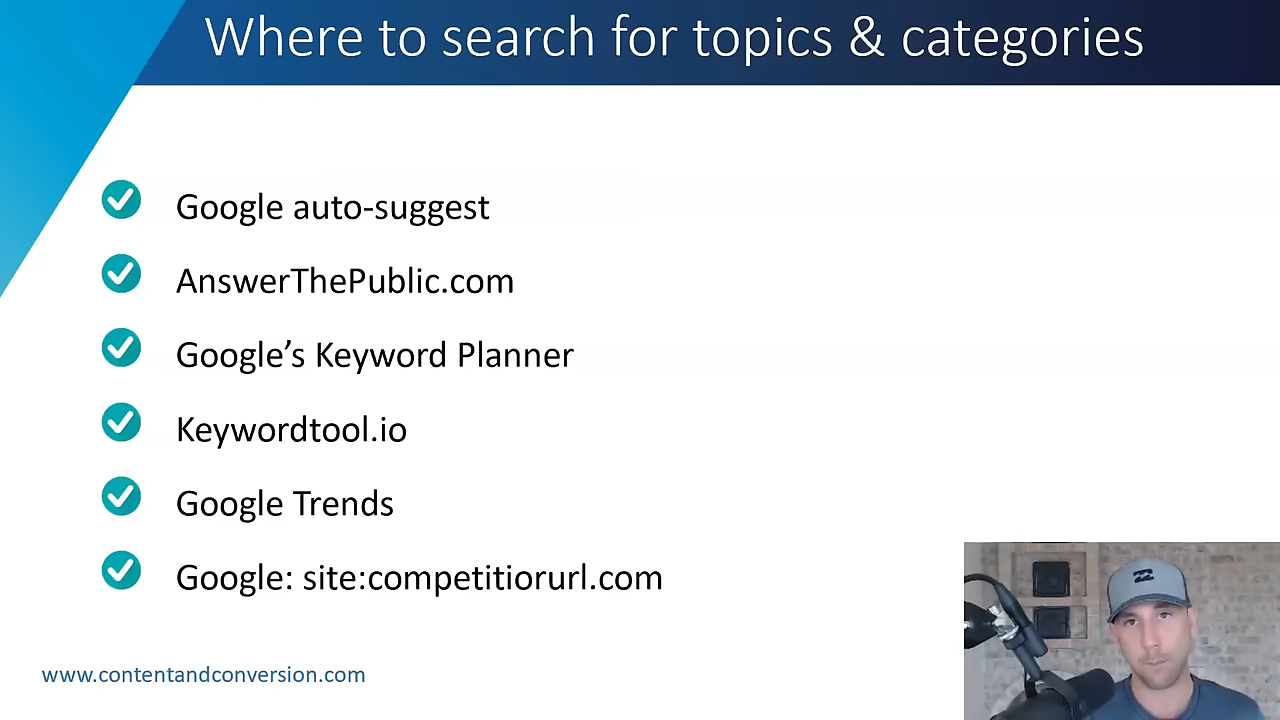 Where to search for topics & categories
Google auto-suggest
AnswerThePublic.com
Google’s Keyword Planner
Keywordtool.io
Google Trends
Google: site:competitiorurl.com
www.contentandconversion.com